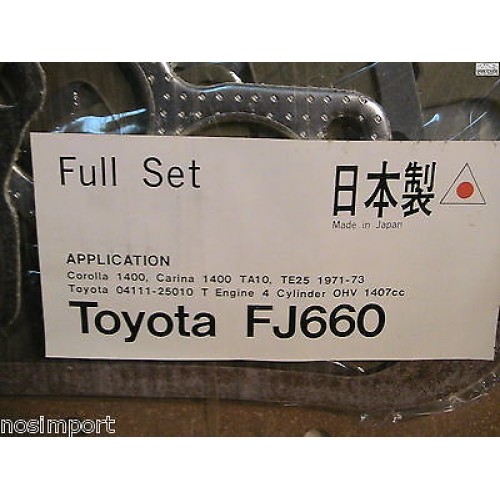 Full Set
日本製
Made in Japan
APPLICATION
Corolla 1400, Carina 1400 TA10, TE25 1971-73
Toyota 04111-25010 T Engine 4 Cylinder OHV 1407cc
Toyota FJ660
nosimport